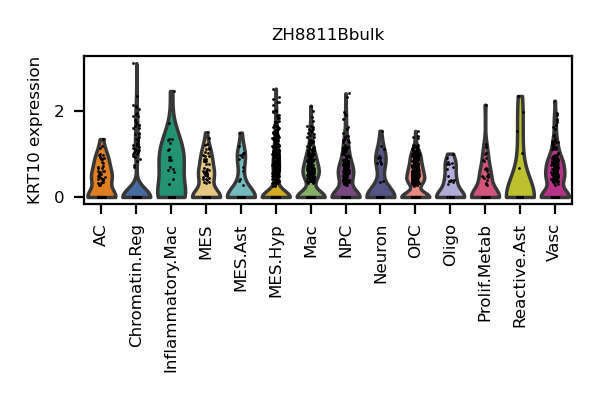 ZH8811Bbulk
KRT10 expression
2
0
AC
Chromatin.Reg
Inflammatory.Mac
MES
MES.Ast
MES.Hyp
Mac
NPC
Neuron
OPC
Oligo
Prolif.Metab
Reactive.Ast
Vasc